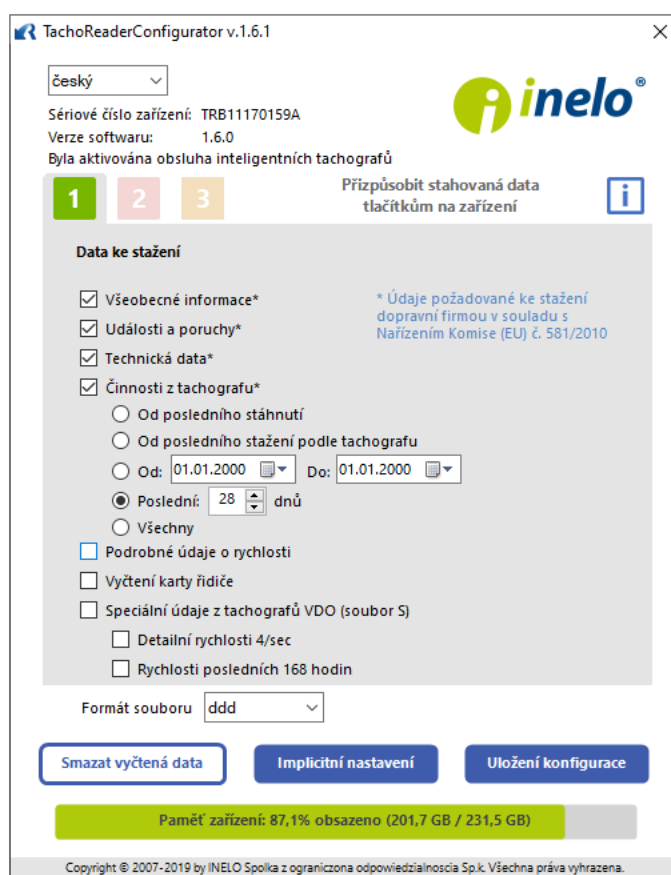 TachoReaderConfigurator v.1.6.1
český
inelo®
Sériové číslo zařízení: TRB11170159A
Verze softwaru: 1.6.0
Byla aktivována obsluha inteligentních tachografů
1 2 3
Přizpůsobit stahovaná data
tlačítkům na zařízení
i
Data ke stažení
Všeobecné informace*
* Údaje požadované ke stažení
dopravní firmou v souladu s
Nařízením Komise (EU) č. 581/2010
Události a poruchy*
Technická data*
Činnosti z tachografu*
Od posledního stáhnutí
Od posledního stažení podle tachografu
Od: 01.01.2000 Do: 01.01.2000
Poslední: 28 dnů
Všechny
Podrobné údaje o rychlosti
Vyčtení karty řidiče
Speciální údaje z tachografů VDO (soubor S)
Detailní rychlosti 4/sec
Rychlosti posledních 168 hodin
Formát souboru ddd
Smazat vyčtená data Implicitní nastavení Uložení konfigurace
Paměť zařízení: 87,1% obsazeno (201,7 GB / 231,5 GB)
Copyright © 2007-2019 by INELO Spolka z ograniczona odpowiedzialnoscia Sp.k. Všechna práva vyhrazena.